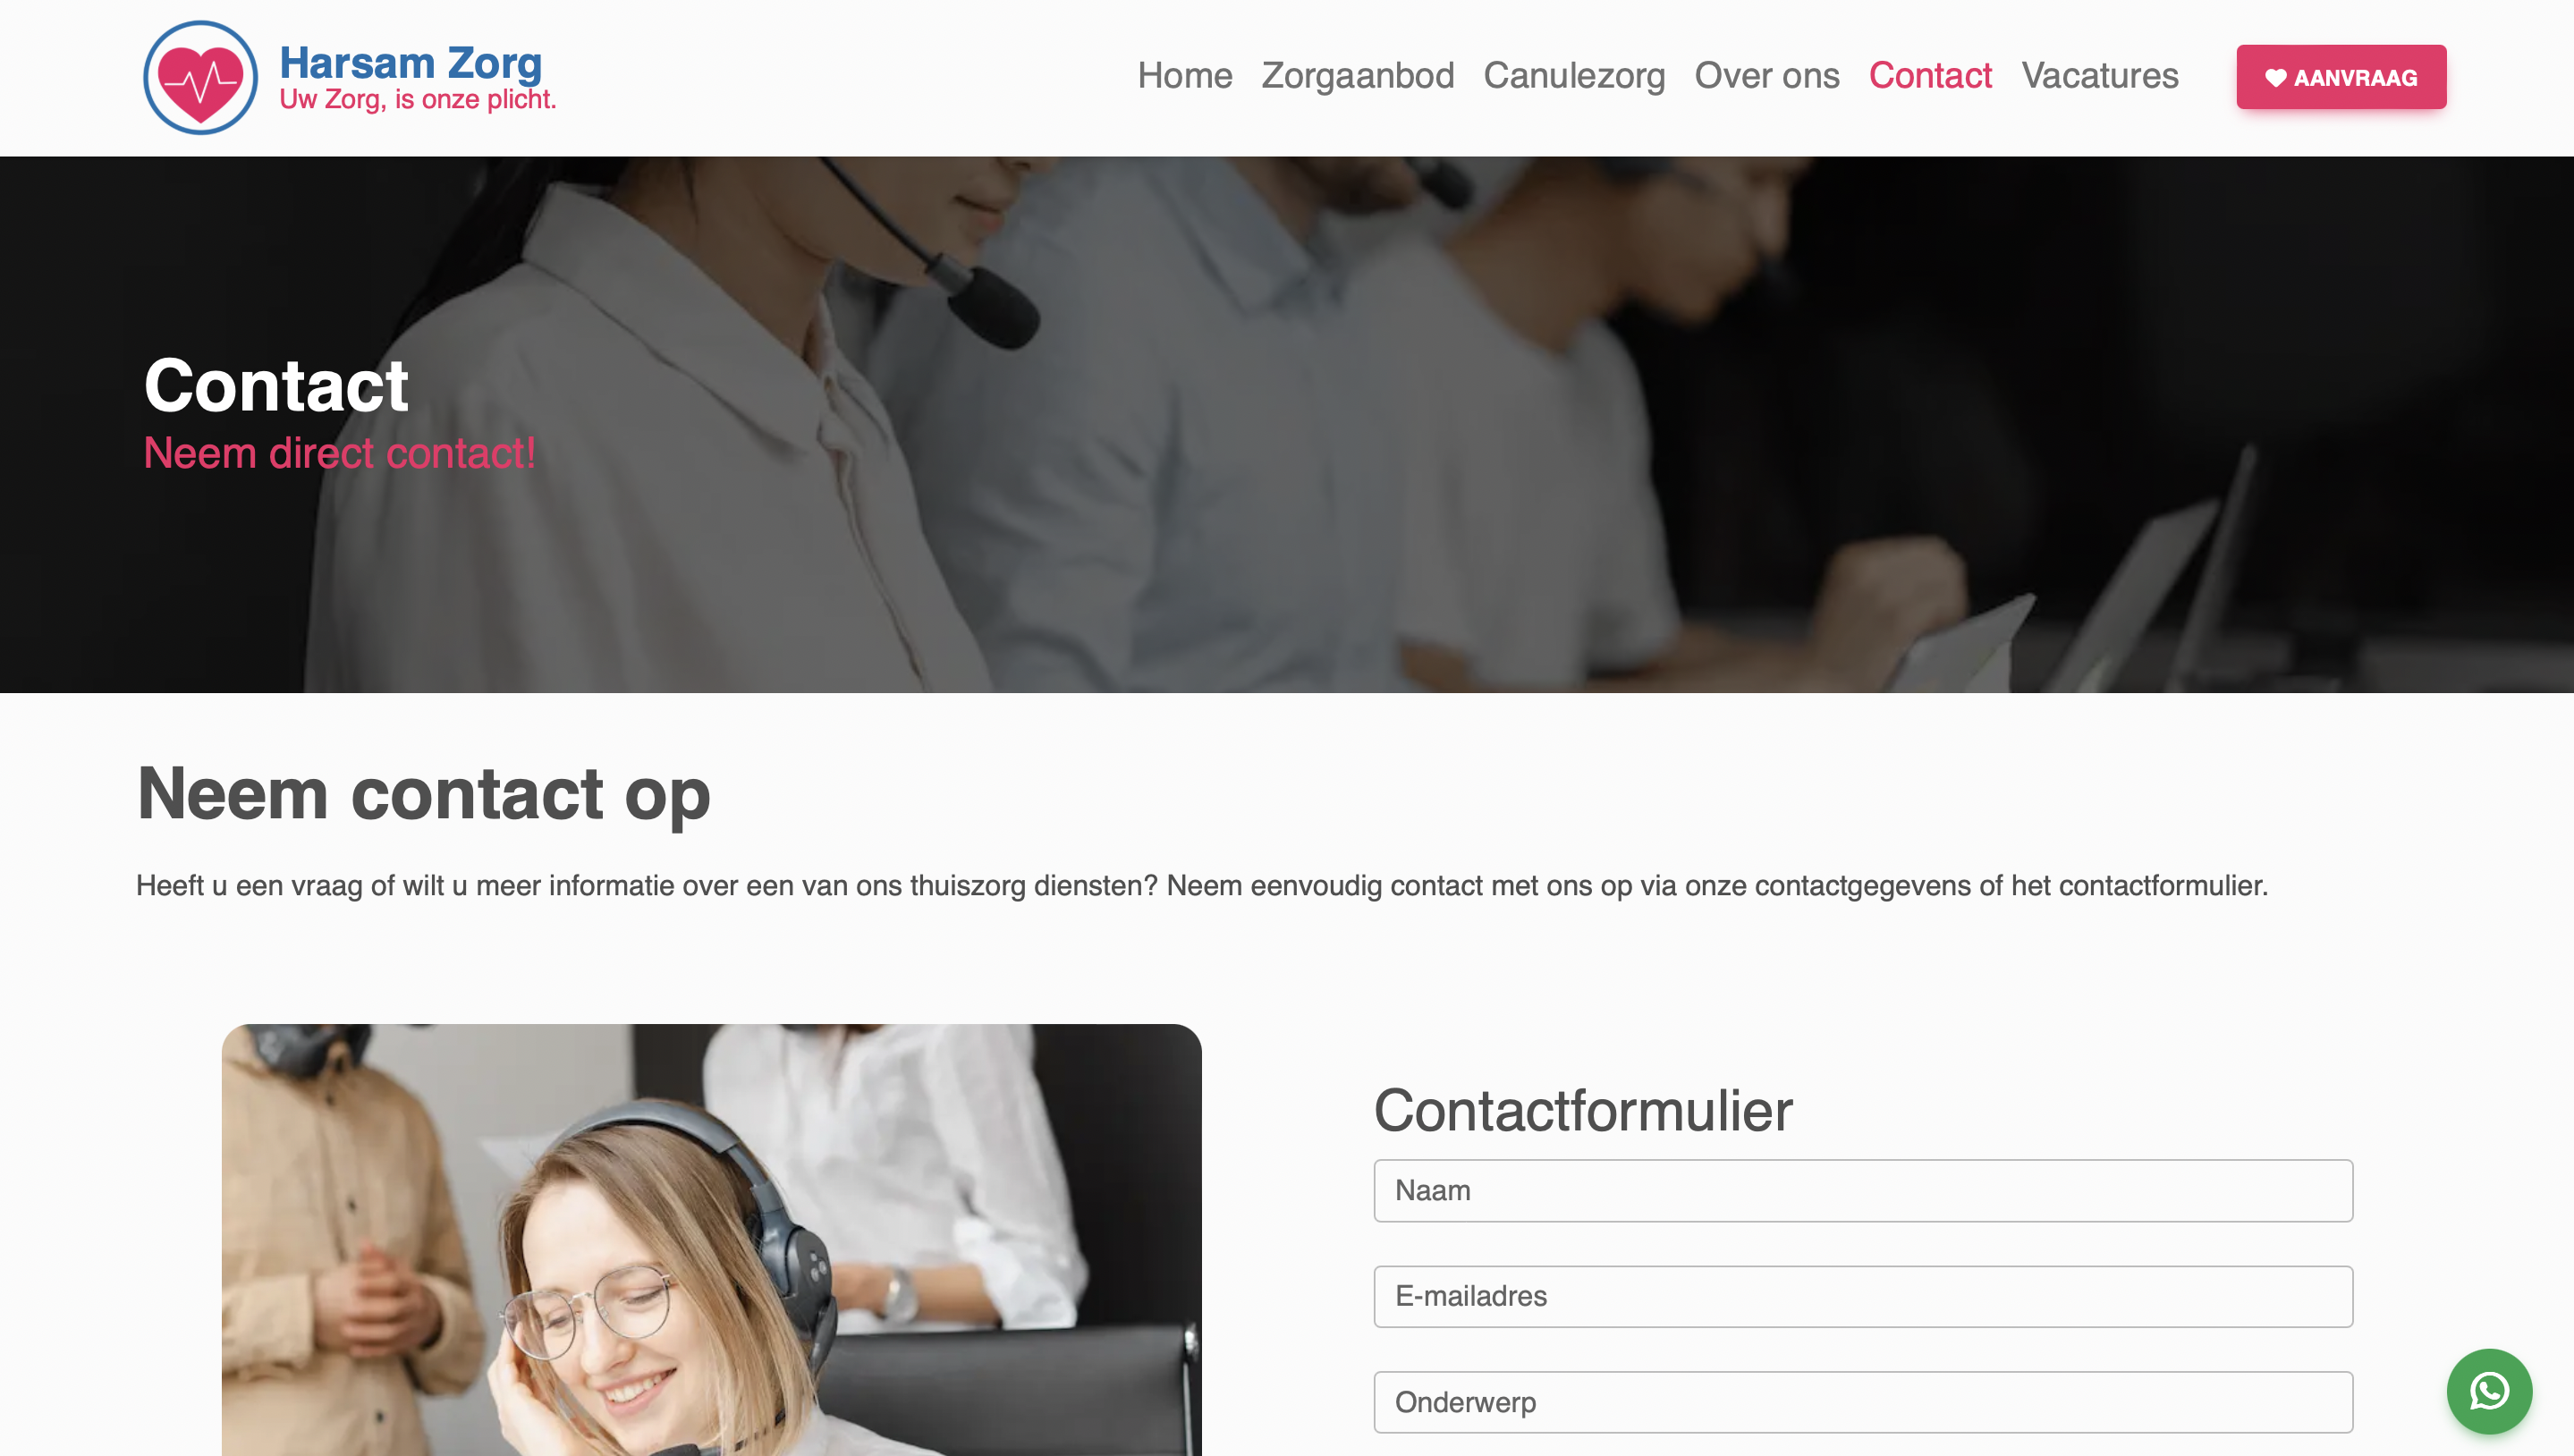 Harsam Zorg
Uw Zorg, is onze plicht.
Home Zorgaanbod Canulezorg Over ons Contact Vacatures AANVRAAG
Contact
Neem direct contact!
Neem contact op
Heeft u een vraag of wilt u meer informatie over een van ons thuiszorg diensten? Neem eenvoudig contact met ons op via onze contactgegevens of het contactformulier.
Contactformulier
Naam
E-mailadres
Onderwerp